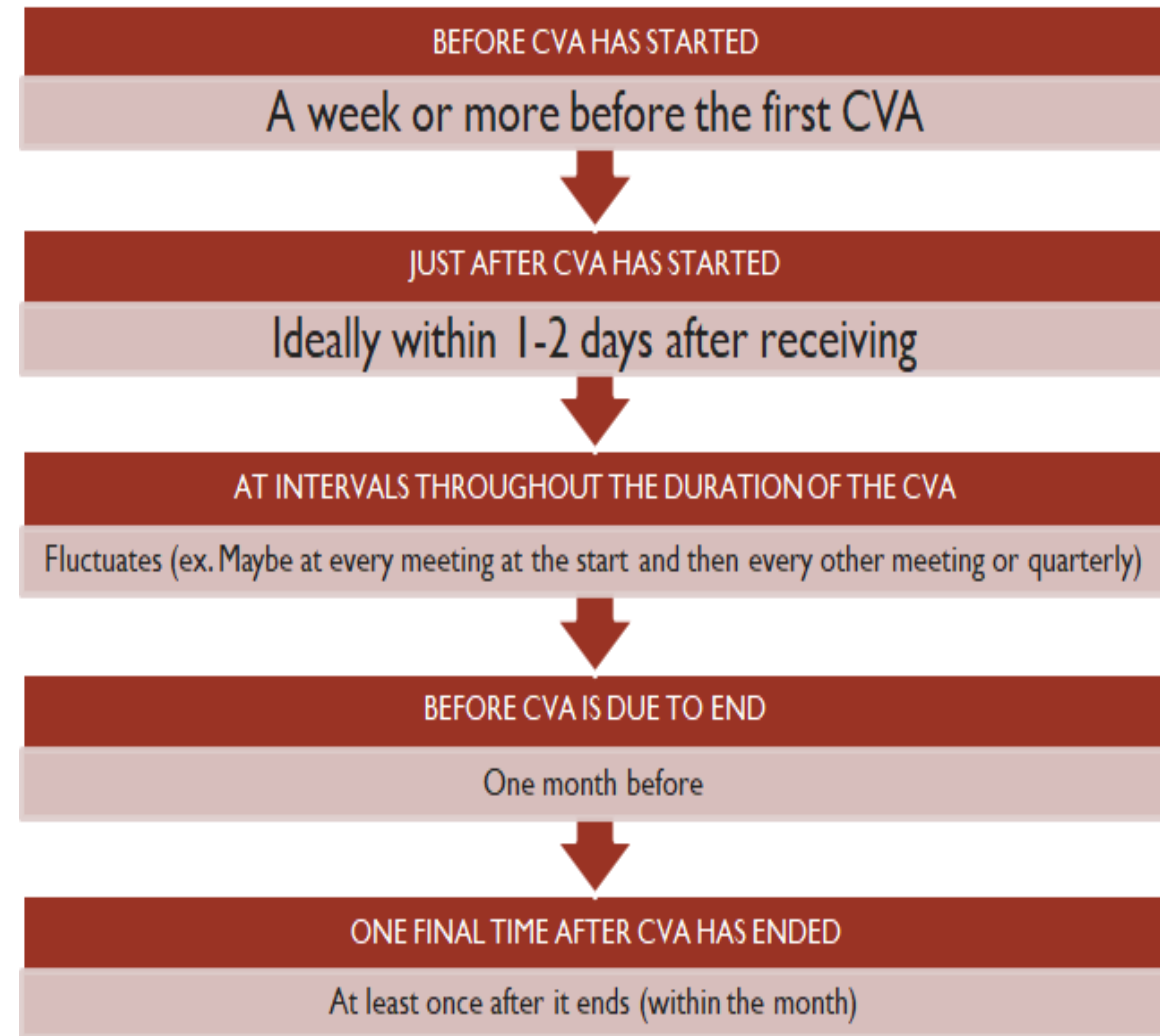 BEFORE CVA HAS STARTED
A week or more before the first CVA
JUST AFTER CVA HAS STARTED
Ideally within 1-2 days after receiving
AT INTERVALS THROUGHOUT THE DURATION OF THE CVA
Fluctuates (ex. Maybe at every meeting at the start and then every other meeting or quarterly)
BEFORE CVA IS DUE TO END
One month before
ONE FINAL TIME AFTER CVA HAS ENDED
At least once after it ends (within the month)